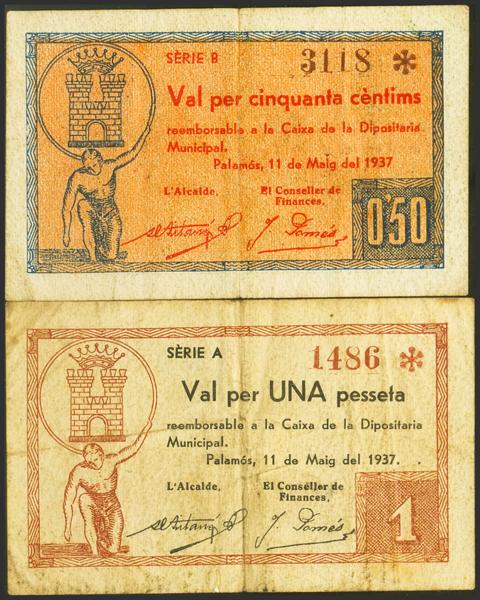 SÈRIE B 3118 *
Val per cinquanta cèntims
reemborsable a la Caixa de la Dipositaria
Municipal.
Palamós, 11 de Maig del 1937
L'Alcalde, El Conseller de
Finances,
0'50
SÈRIE A 1486 *
Val per UNA pesseta
reemborsable a la Caixa de la Dipositaria
Municipal.
Palamós, 11 de Maig del 1937.
L'Alcalde, El Conseller de
Finances,
1